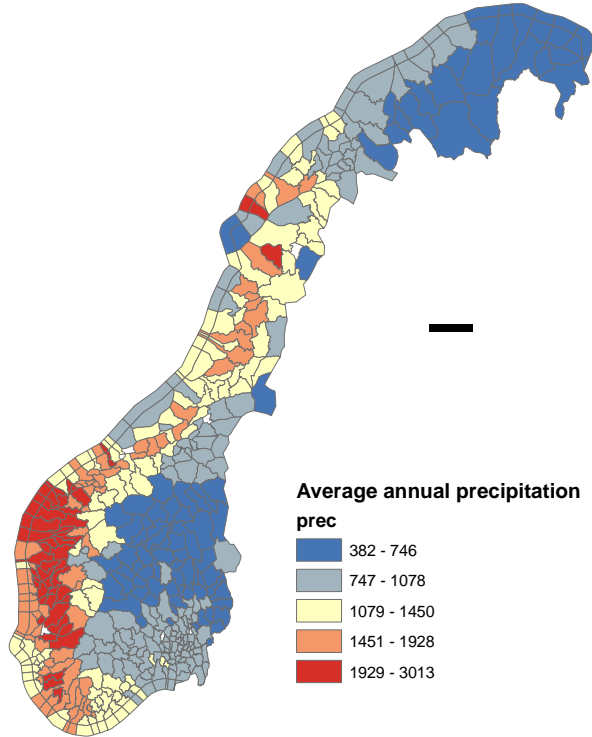 Average annual precipitation
prec
382 - 746
747 - 1078
1079 - 1450
1451 - 1928
1929 - 3013